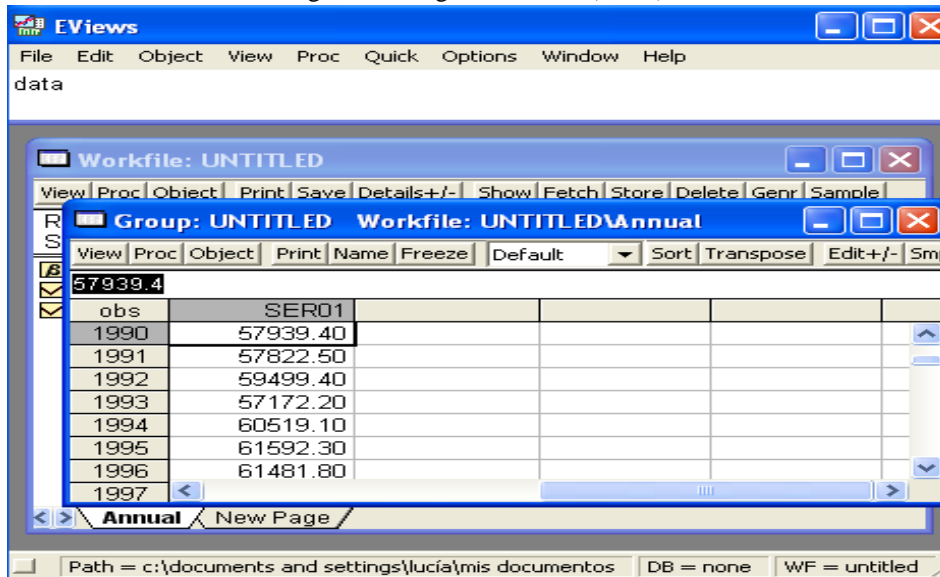 EViews
File Edit Object View Proc Quick Options Window Help
data
Workfile: UNTITLED
View Proc Object Print Save Details+/- Show Fetch Store Delete Genr Sample
Group: UNTITLED Workfile: UNTITLED\Annual
View Proc Object Print Name Freeze Default Sort Transpose Edit+/- Sm
57939.4
obs SER01
1990 57939.40
1991 57822.50
1992 59499.40
1993 57172.20
1994 60519.10
1995 61592.30
1996 61481.80
1997
Annual New Page
Path = c:\documents and settings\lucía\mis documentos DB = none WF = untitled